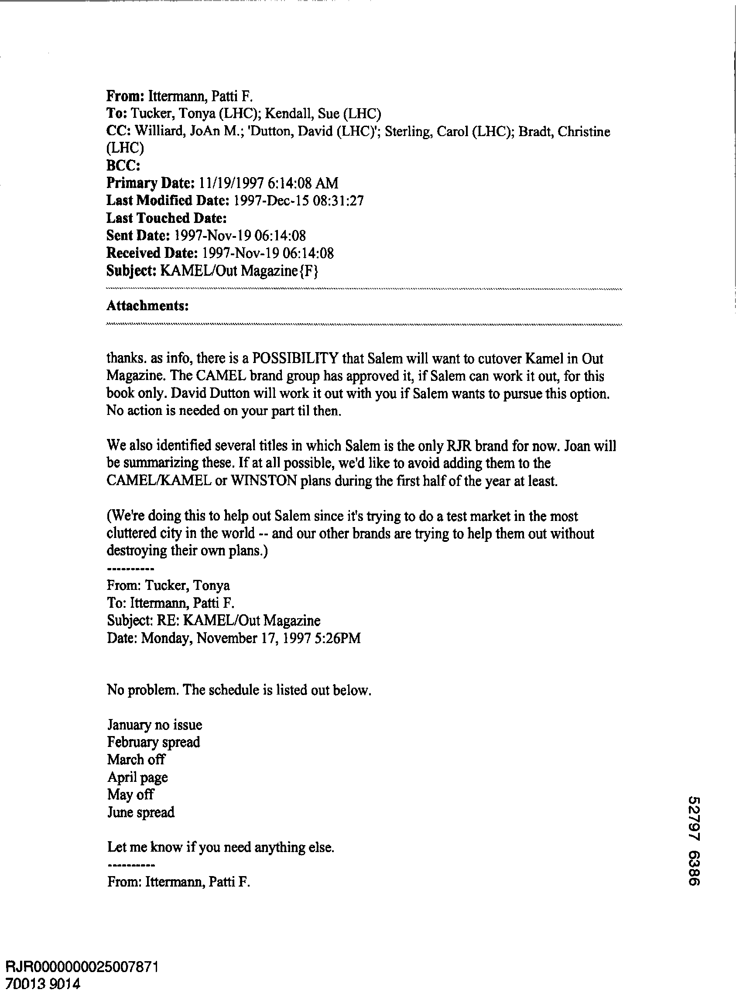 From: Ittermann, Patti F.
To: Tucker, Tonya (LHC); Kendall, Sue (LHC)
CC: Williard, JoAn M.; 'Dutton, David (LHC)'; Sterling, Carol (LHC); Bradt, Christine
(LHC)
BCC:
Primary Date: 11/19/1997 6:14:08 AM
Last Modified Date: 1997-Dec-15 08:31:27
Last Touched Date:
Sent Date: 1997-Nov-19 06:14:08
Received Date: 1997-Nov-19 06:14:08
Subject: KAMEL/Out Magazine{F}
Attachments:
thanks. as info, there is a POSSIBILITY that Salem will want to cutover Kamel in Out
Magazine. The CAMEL brand group has approved it, if Salem can work it out, for this
book only. David Dutton will work it out with you if Salem wants to pursue this option.
No action is needed on your part til then.
We also identified several titles in which Salem is the only RJR brand for now. Joan will
be summarizing these. If at all possible, we'd like to avoid adding them to the
CAMEL/KAMEL or WINSTON plans during the first half of the year at least.
(We're doing this to help out Salem since it's trying to do a test market in the most
cluttered city in the world -- and our other brands are trying to help them out without
destroying their own plans.)
----------
From: Tucker, Tonya
To: Ittermann, Patti F.
Subject: RE: KAMEL/Out Magazine
Date: Monday, November 17, 1997 5:26PM
No problem. The schedule is listed out below.
January no issue
February spread
March off
April page
May off
June spread
Let me know if you need anything else.
----------
From: Ittermann, Patti F.
52797 6386
RJR0000000025007871
70013 9014